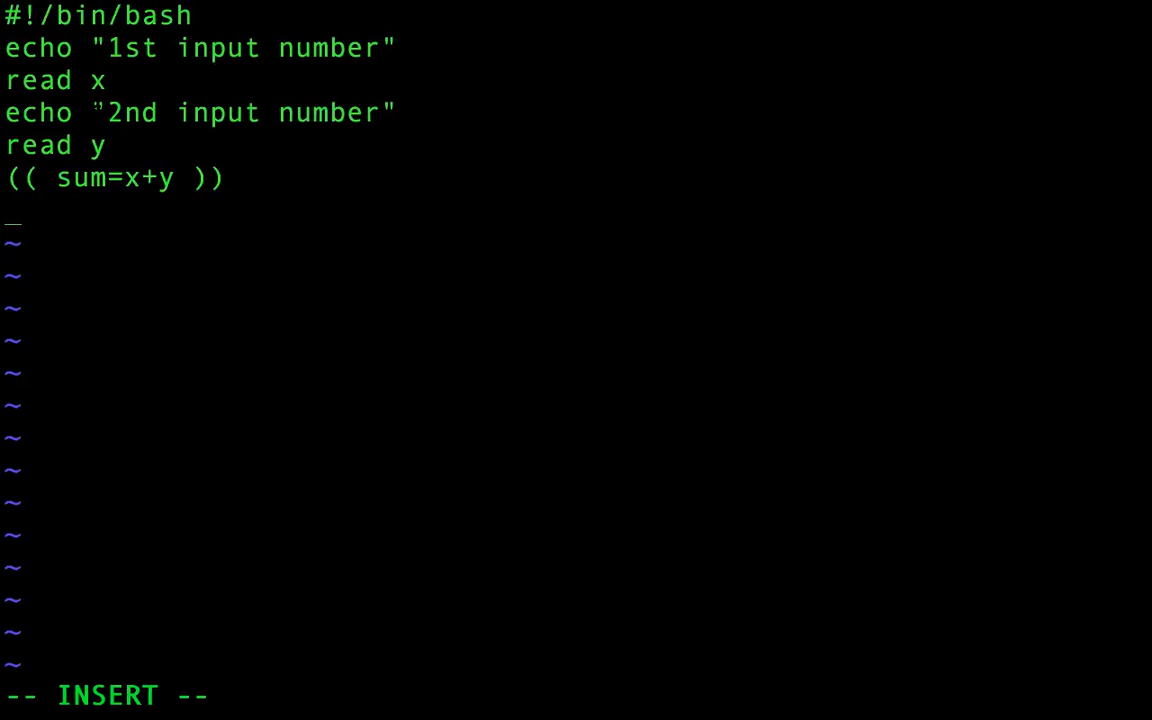 #!/bin/bash
echo "1st input number"
read x
echo "2nd input number"
read y
(( sum=x+y ))
_
~
~
~
~
~
~
~
~
~
~
~
~
~
~
-- INSERT --